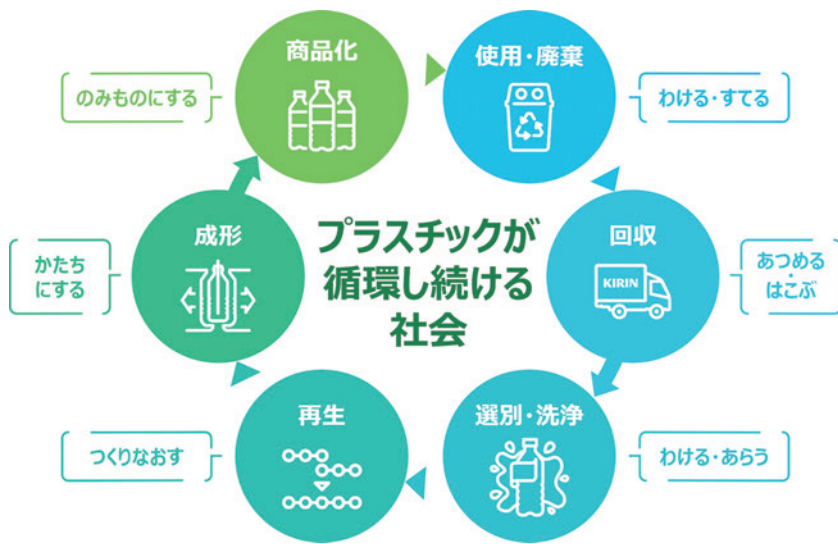 商品化
のみものにする
使用・廃棄
わける・すてる
回収
KIRIN
あつめる
・
はこぶ
選別・洗浄
わける・あらう
再生
つくりなおす
成形
かたち
にする
プラスチックが
循環し続ける
社会